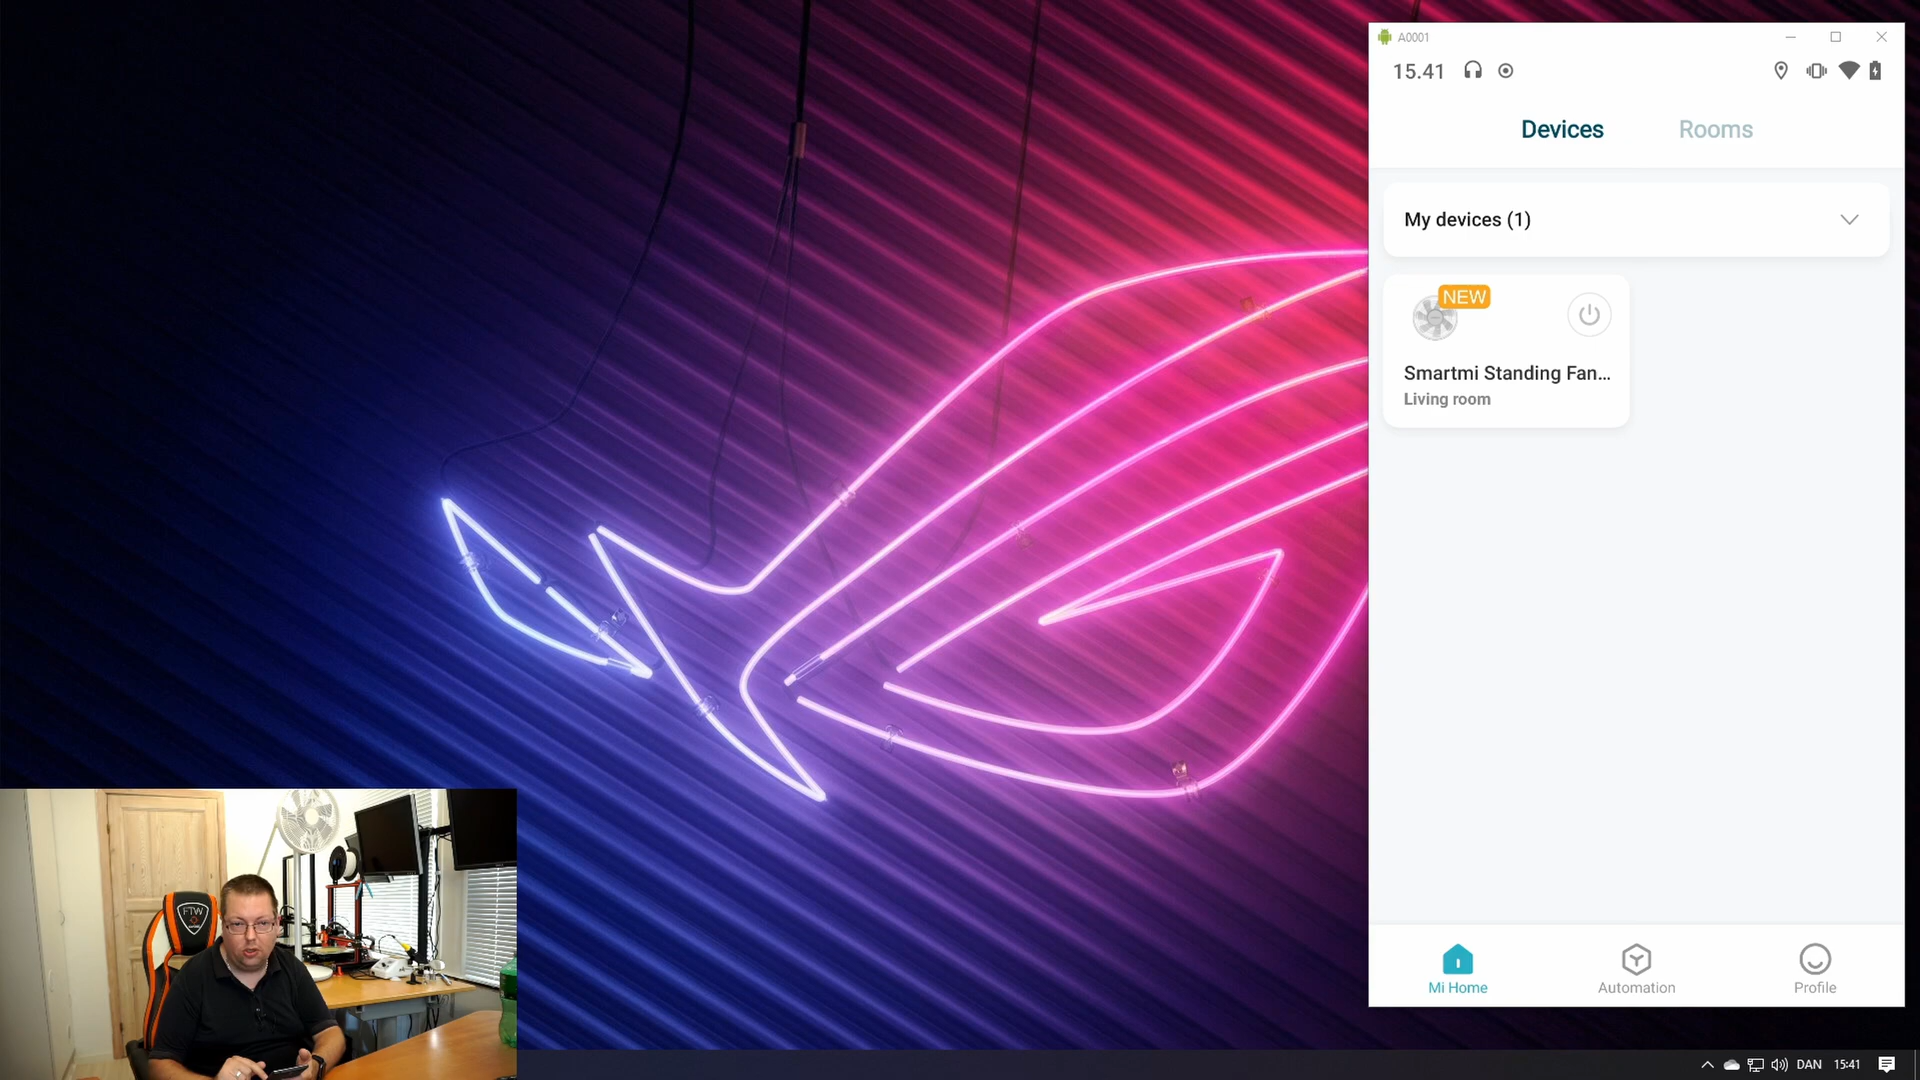 A0001
15.41
Devices
Rooms
My devices (1)
NEW
Smartmi Standing Fan...
Living room
Mi Home
Automation
Profile
FTW
DAN
15:41